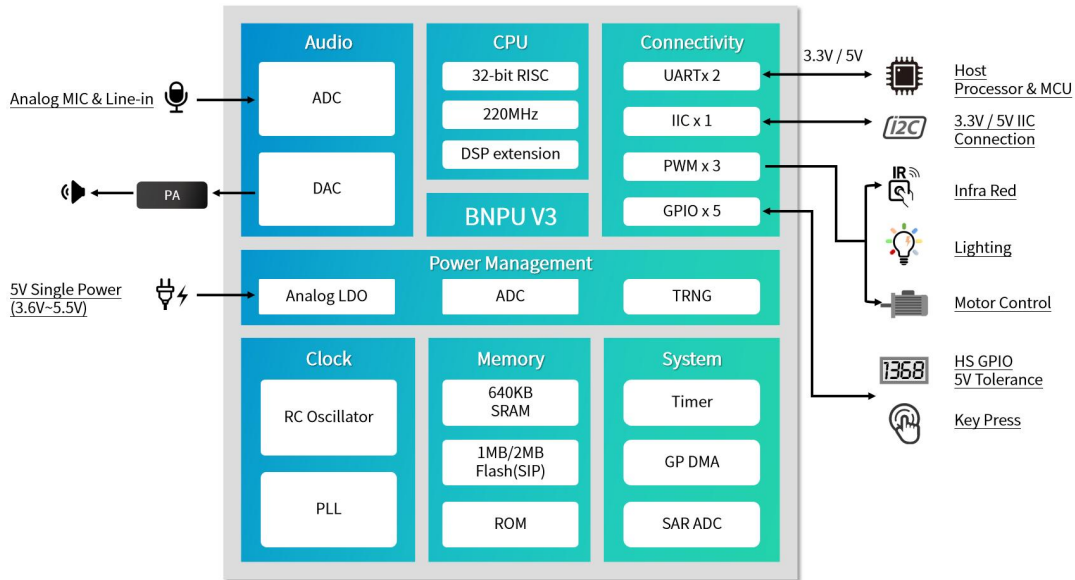 Audio
ADC
DAC
CPU
32-bit RISC
220MHz
DSP extension
BNPU V3
Connectivity
UARTx 2
IIC x 1
PWM x 3
GPIO x 5
Analog MIC & Line-in
PA
3.3V / 5V
Host
Processor & MCU
I2C
3.3V / 5V IIC
Connection
IR
Infra Red
Lighting
Motor Control
5V Single Power
(3.6V~5.5V)
Power Management
Analog LDO
ADC
TRNG
Clock
RC Oscillator
PLL
Memory
640KB
SRAM
1MB/2MB
Flash(SIP)
ROM
System
Timer
GP DMA
SAR ADC
1368
HS GPIO
5V Tolerance
Key Press